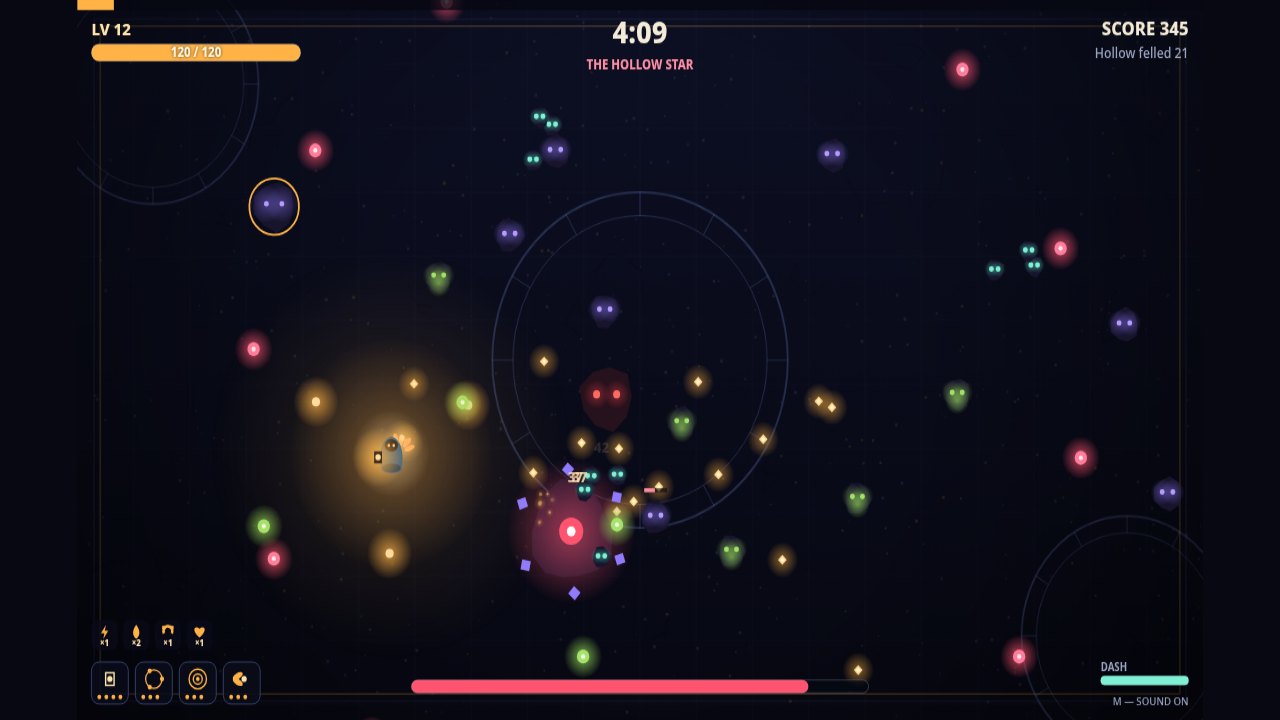 LV 12
120 / 120
4:09
THE HOLLOW STAR
SCORE 345
Hollow felled 21
42
×1
×2
×1
×1
DASH
M — SOUND ON